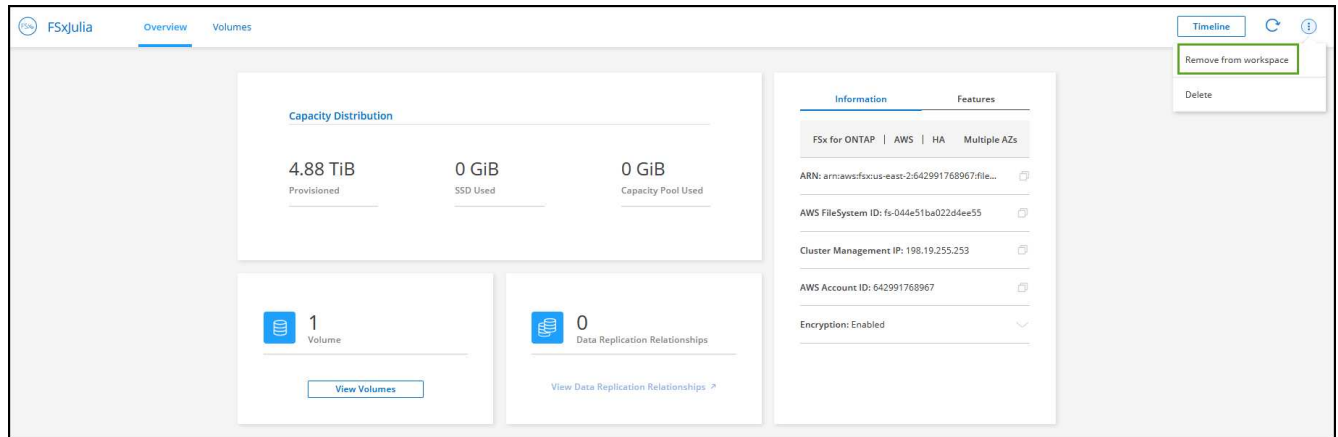 FSx FSxJulia Overview Volumes Timeline
Remove from workspace
Delete
Capacity Distribution
4.88 TiB 0 GiB 0 GiB
Provisioned SSD Used Capacity Pool Used
1
Volume
View Volumes
0
Data Replication Relationships
View Data Replication Relationships
Information Features
FSx for ONTAP | AWS | HA Multiple AZs
ARN: arn:aws:fsx:us-east-2:642991768967:file...
AWS FileSystem ID: fs-044e51ba022d4ee55
Cluster Management IP: 198.19.255.253
AWS Account ID: 642991768967
Encryption: Enabled